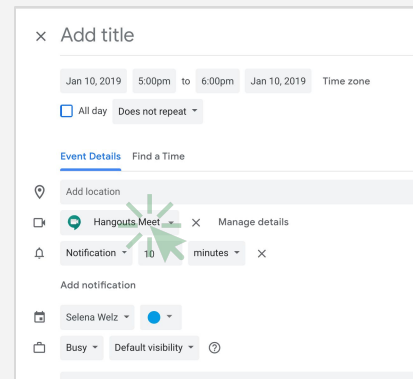 Add title
Jan 10, 2019 5:00pm to 6:00pm Jan 10, 2019 Time zone
All day Does not repeat
Event Details Find a Time
Add location
Hangouts Meet Manage details
Notification 10 minutes
Add notification
Selena Welz
Busy Default visibility ?